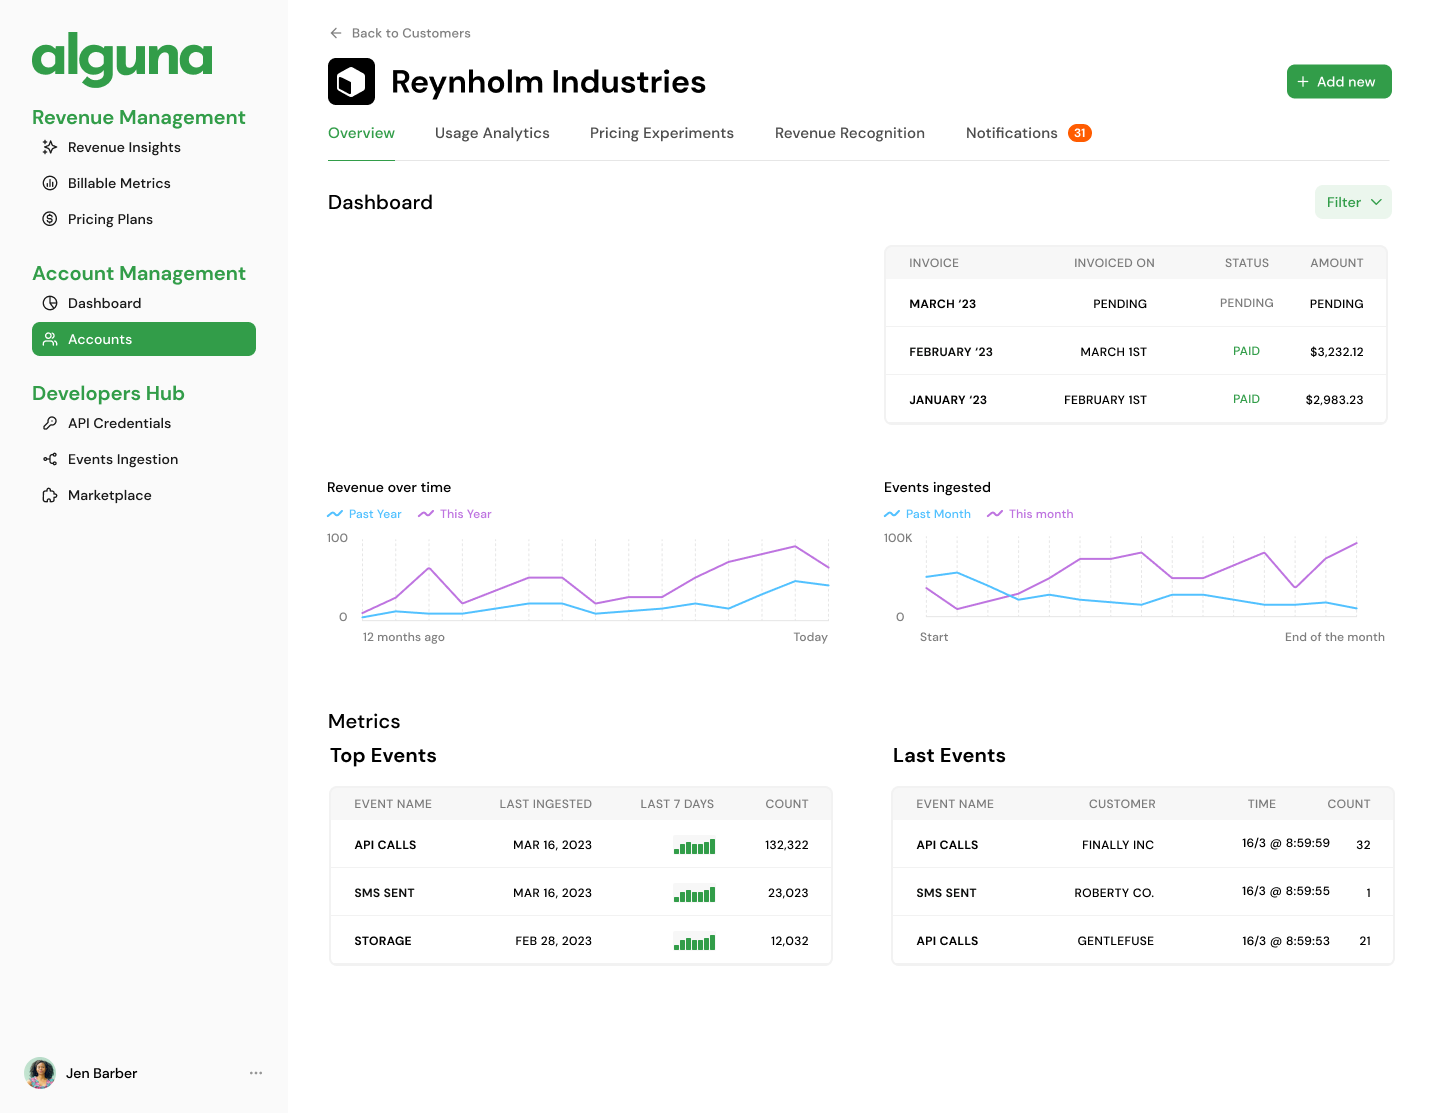 alguna
Revenue Management
Revenue Insights
Billable Metrics
Pricing Plans
Account Management
Dashboard
Accounts
Developers Hub
API Credentials
Events Ingestion
Marketplace
Jen Barber
Back to Customers
Reynholm Industries
Add new
Overview Usage Analytics Pricing Experiments Revenue Recognition Notifications 31
Dashboard
Filter
INVOICE INVOICED ON STATUS AMOUNT
MARCH ‘23 PENDING PENDING PENDING
FEBRUARY ‘23 MARCH 1ST PAID $3,232.12
JANUARY ‘23 FEBRUARY 1ST PAID $2,983.23
Revenue over time
Past Year This Year
100
0
12 months ago Today
Events ingested
Past Month This month
100K
0
Start End of the month
Metrics
Top Events
EVENT NAME LAST INGESTED LAST 7 DAYS COUNT
API CALLS MAR 16, 2023 132,322
SMS SENT MAR 16, 2023 23,023
STORAGE FEB 28, 2023 12,032
Last Events
EVENT NAME CUSTOMER TIME COUNT
API CALLS FINALLY INC 16/3 @ 8:59:59 32
SMS SENT ROBERTY CO. 16/3 @ 8:59:55 1
API CALLS GENTLEFUSE 16/3 @ 8:59:53 21